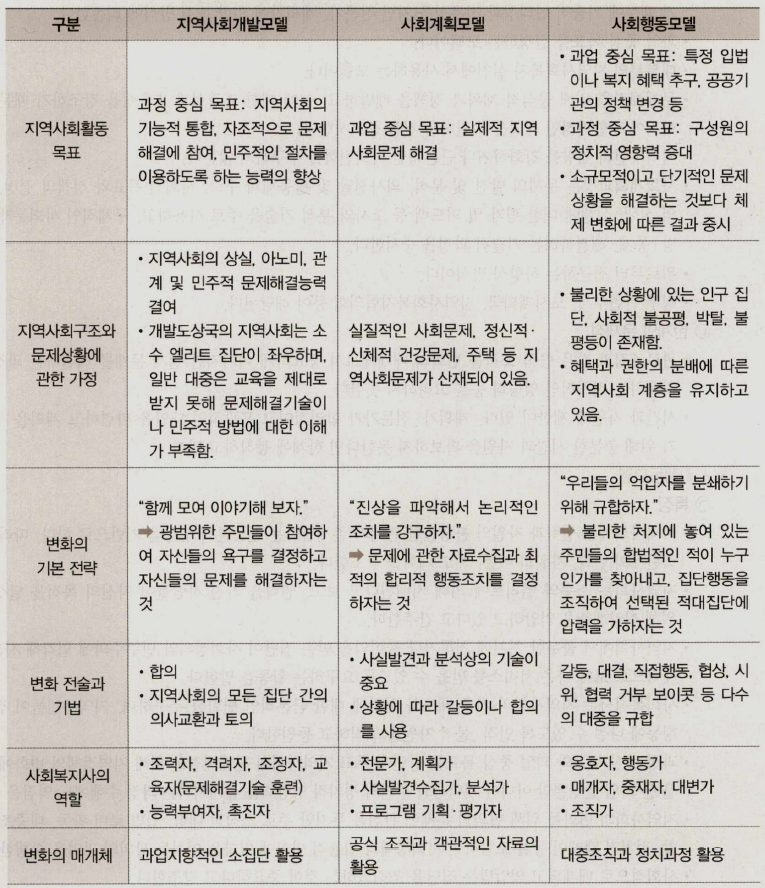 구분 지역사회개발모델 사회계획모델 사회행동모델
지역사회활동
목표
과정 중심 목표: 지역사회의
기능적 통합, 자조적으로 문제
해결에 참여, 민주적인 절차를
이용하도록 하는 능력의 향상
과업 중심 목표: 실제적 지역
사회문제 해결
• 과업 중심 목표: 특정 입법
이나 복지 혜택 추구, 공공기
관의 정책 변경 등
• 과정 중심 목표: 구성원의
정치적 영향력 증대
• 소규모적이고 단기적인 문제
상황을 해결하는 것보다 체
제 변화에 따른 결과 중시
지역사회구조와
문제상황에
관한 가정
• 지역사회의 상실, 아노미, 관
계 및 민주적 문제해결능력
결여
• 개발도상국의 지역사회는 소
수 엘리트 집단이 좌우하며,
일반 대중은 교육을 제대로
받지 못해 문제해결기술이
나 민주적 방법에 대한 이해
가 부족함.
실질적인 사회문제, 정신적·
신체적 건강문제, 주택 등 지
역사회문제가 산재되어 있음.
• 불리한 상황에 있는 인구 집
단, 사회적 불공평, 박탈, 불
평등이 존재함.
• 혜택과 권한의 분배에 따른
지역사회 계층을 유지하고
있음.
변화의
기본 전략
“함께 모여 이야기해 보자.”
➡ 광범위한 주민들이 참여하
여 자신들의 욕구를 결정하고
자신들의 문제를 해결하자는
것
“진상을 파악해서 논리적인
조치를 강구하자.”
➡ 문제에 관한 자료수집과 최
적의 합리적 행동조치를 결정
하자는 것
“우리들의 억압자를 분쇄하기
위해 규합하자.”
➡ 불리한 처지에 놓여 있는
주민들의 합법적인 적이 누구
인가를 찾아내고, 집단행동을
조직하여 선택된 적대집단에
압력을 가하자는 것
변화 전술과
기법
• 합의
• 지역사회의 모든 집단 간의
의사교환과 토의
• 사실발견과 분석상의 기술이
중요
• 상황에 따라 갈등이나 합의
를 사용
갈등, 대결, 직접행동, 협상, 시
위, 협력 거부 보이콧 등 다수
의 대중을 규합
사회복지사의
역할
• 조력자, 격려자, 조정자, 교
육자(문제해결기술 훈련)
• 능력부여자, 촉진자
• 전문가, 계획가
• 사실발견수집가, 분석가
• 프로그램 기획·평가자
• 옹호자, 행동가
• 매개자, 중재자, 대변가
• 조직가
변화의 매개체
과업지향적인 소집단 활용
공식 조직과 객관적인 자료의
활용
대중조직과 정치과정 활용